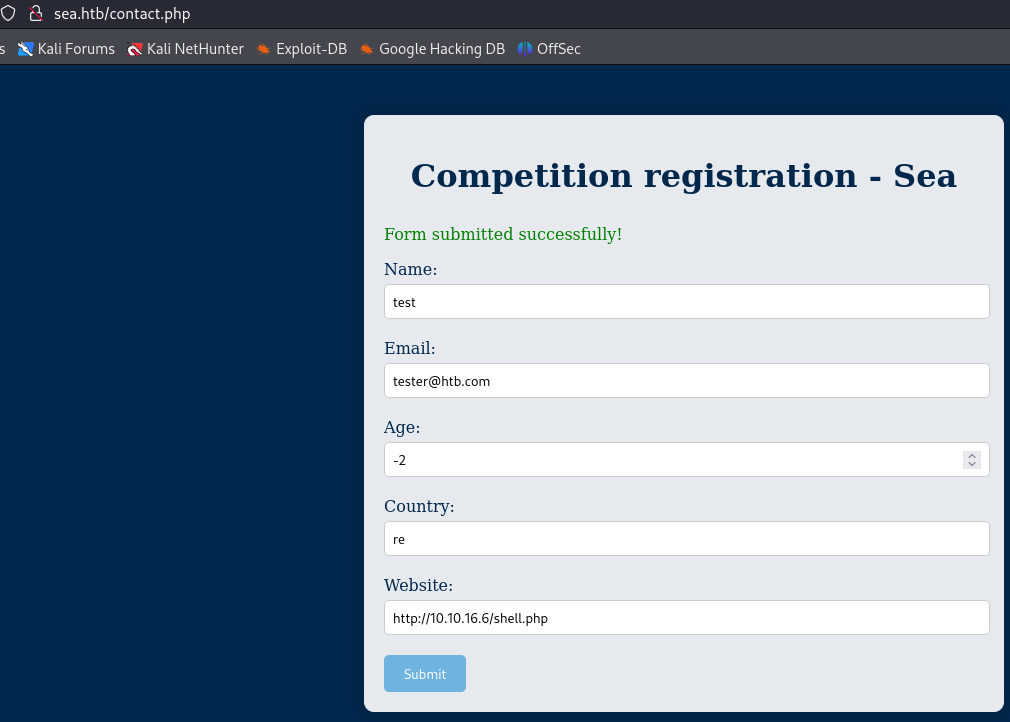 sea.htb/contact.php
s Kali Forums Kali NetHunter Exploit-DB Google Hacking DB OffSec
Competition registration - Sea
Form submitted successfully!
Name:
test
Email:
tester@htb.com
Age:
-2
Country:
re
Website:
http://10.10.16.6/shell.php
Submit